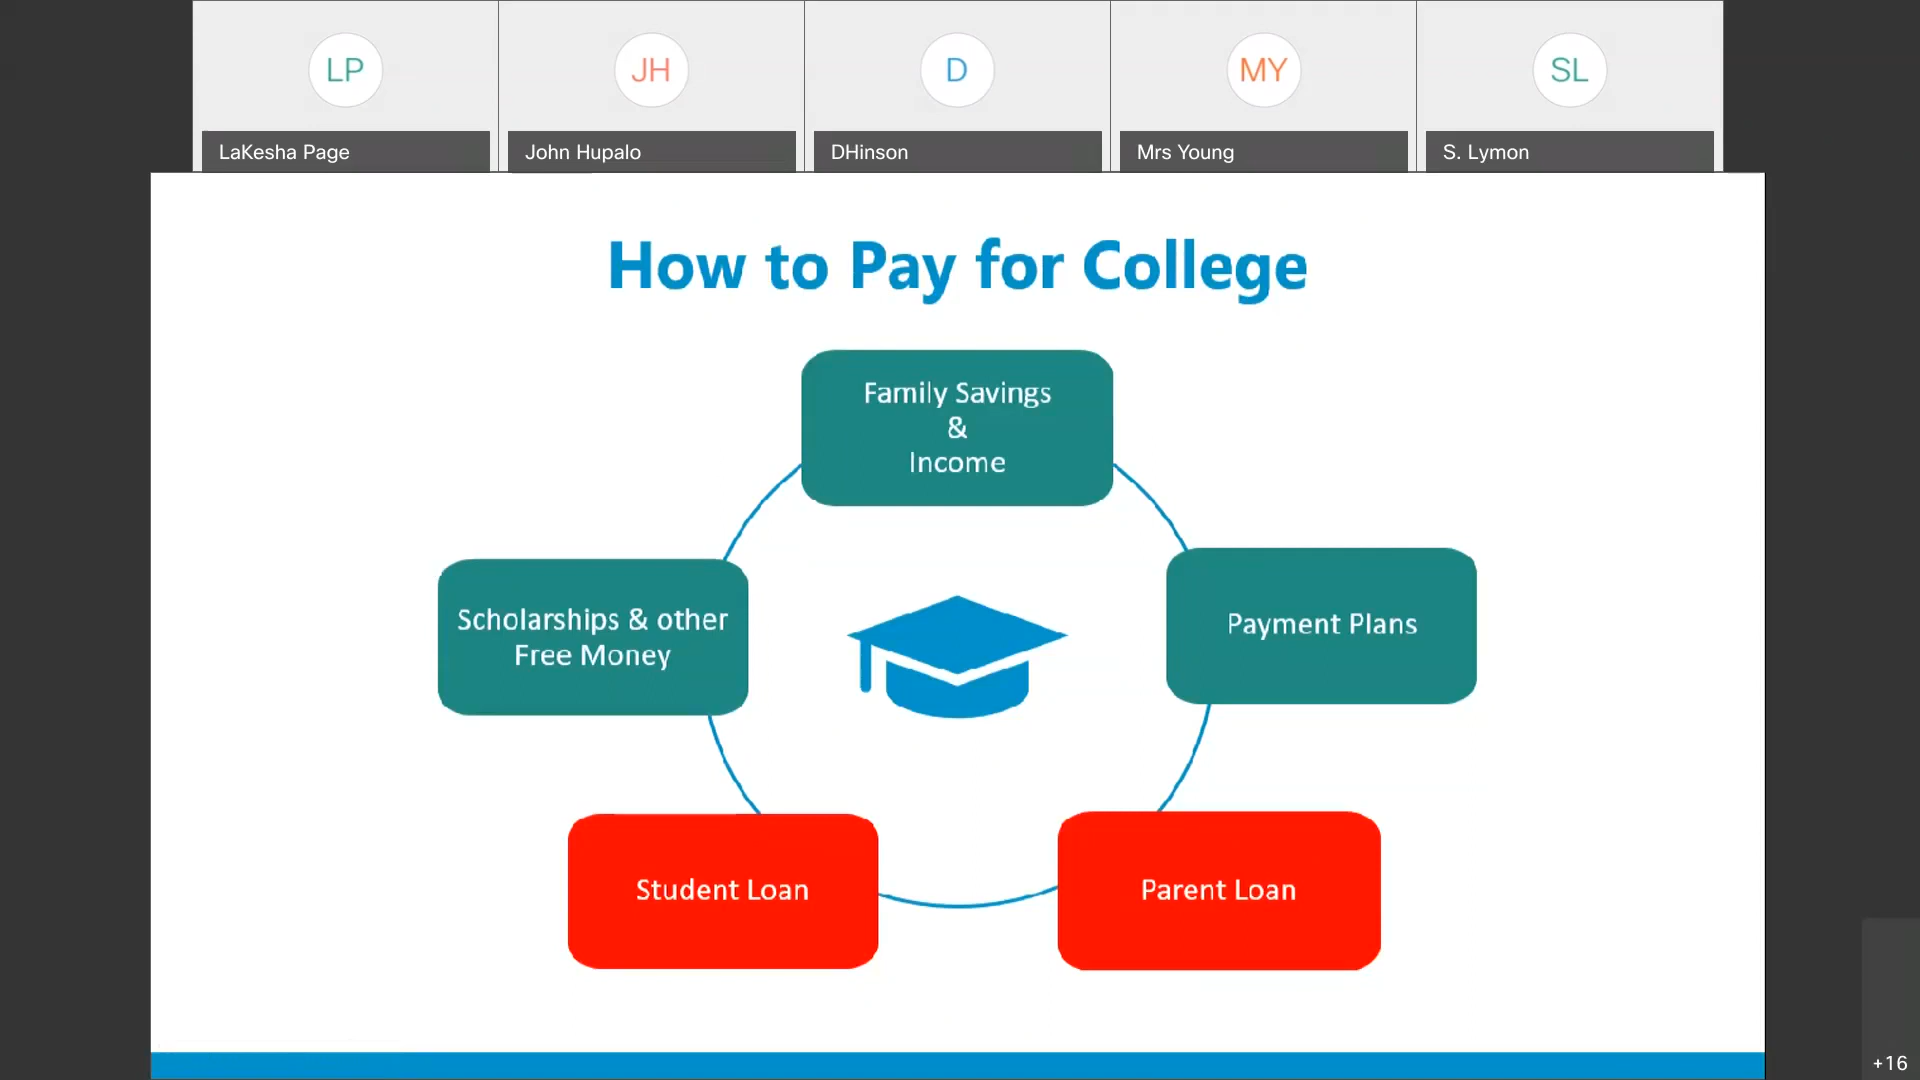 LP
JH
D
MY
SL
LaKesha Page
John Hupalo
DHinson
Mrs Young
S. Lymon
How to Pay for College
Family Savings
&
Income
Scholarships & other
Free Money
Payment Plans
Student Loan
Parent Loan
+16